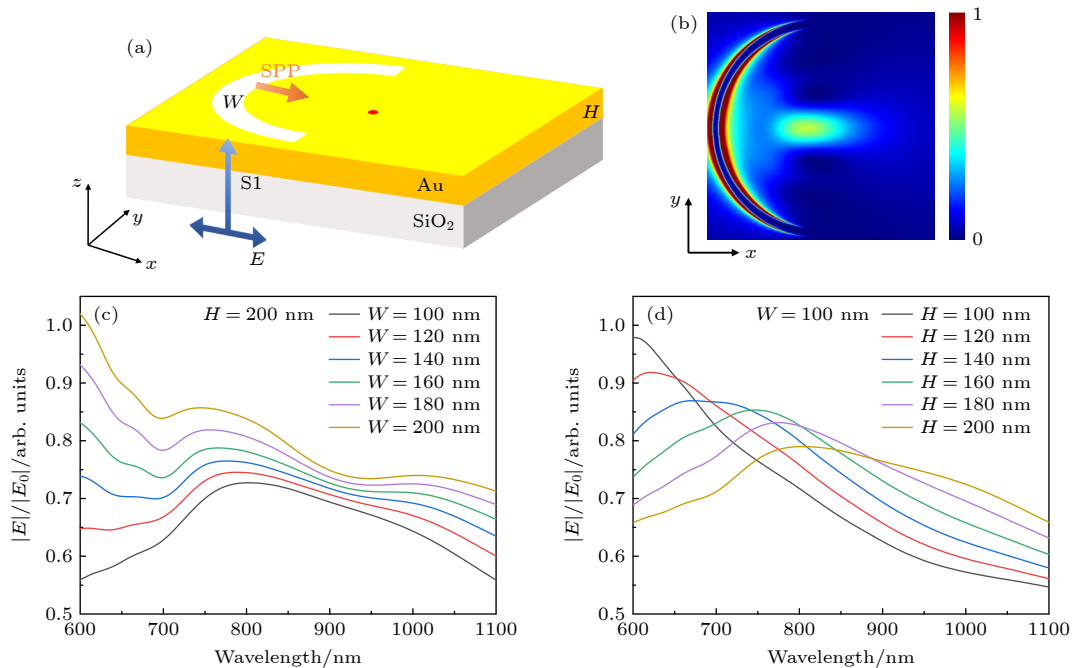 (a)
SPP
W
H
S1
Au
SiO₂
E
z
y
x
(b)
1
0
y
x
(c)
H = 200 nm
W = 100 nm
W = 120 nm
W = 140 nm
W = 160 nm
W = 180 nm
W = 200 nm
1.0
0.9
0.8
0.7
0.6
0.5
|E|/|E₀|/arb. units
600 700 800 900 1000 1100
Wavelength/nm
(d)
W = 100 nm
H = 100 nm
H = 120 nm
H = 140 nm
H = 160 nm
H = 180 nm
H = 200 nm
1.0
0.9
0.8
0.7
0.6
0.5
|E|/|E₀|/arb. units
600 700 800 900 1000 1100
Wavelength/nm